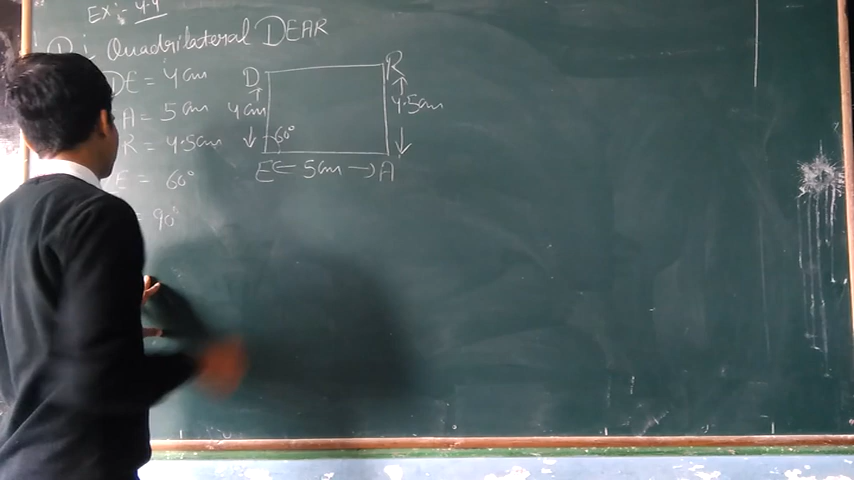 Ex:- 4.4
Quadrilateral DEAR
DE = 4 cm
A = 5 cm
R = 4.5 cm
E = 60°
= 90°
D R
4 cm 4.5 cm
60°
E ← 5 cm → A